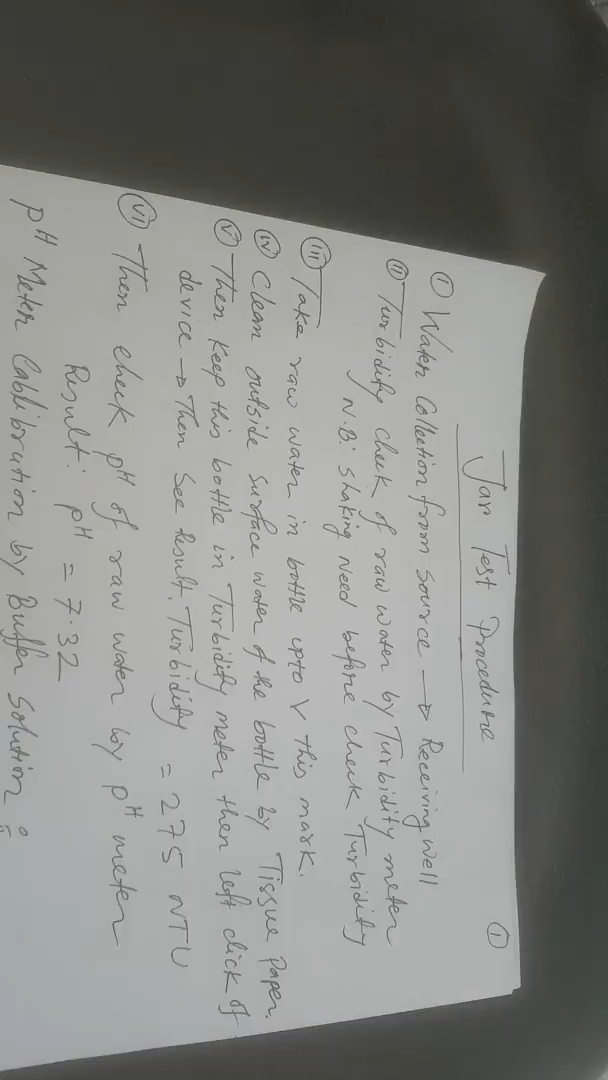 ①
Jar Test Procedure
① Water Collection from Source → Receiving well
ⅱ Turbidity check of raw water by Turbidity meter
N.B: shaking need before check Turbidity
ⅲ Take raw water in bottle upto V this mark.
ⅳ Clean outside surface water of the bottle by Tissue Paper.
ⅴ Then keep this bottle in Turbidity meter then left click of
device → Then see result. Turbidity = 275 NTU
ⅵ Then check pH of raw water by pH meter
Result: pH = 7.32
pH Meter Cablibration by Buffer Solution :